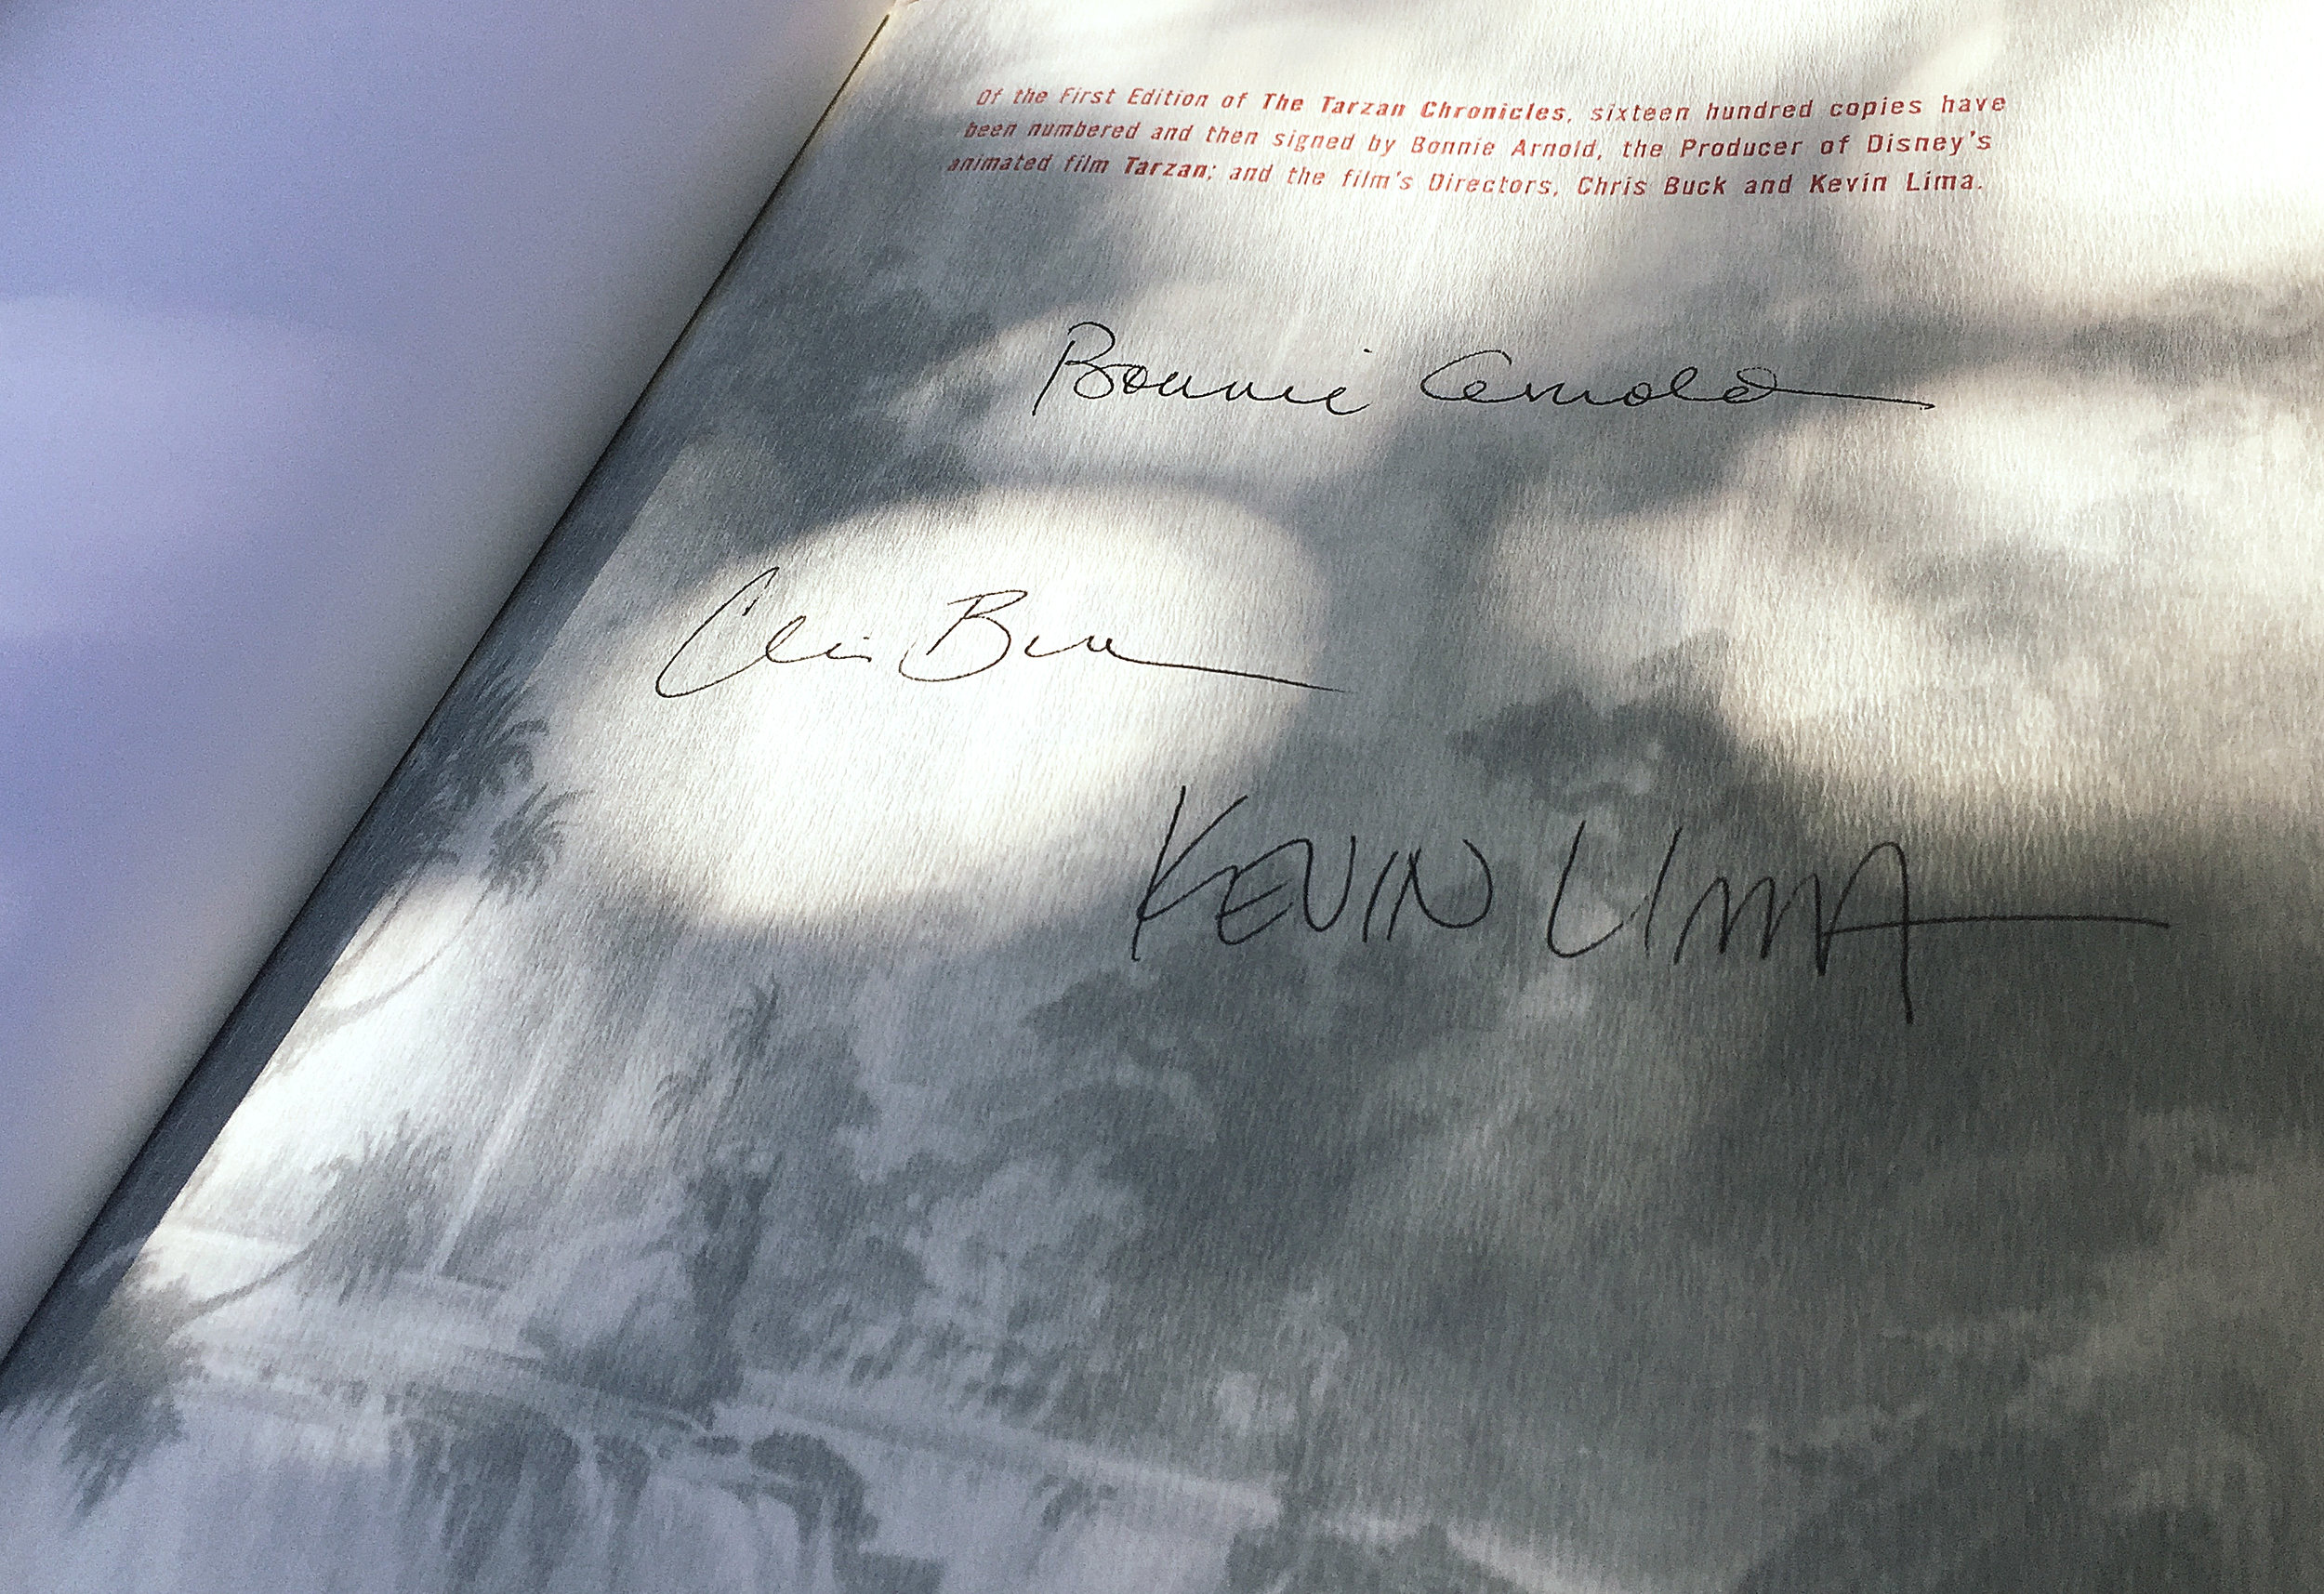 Of the First Edition of The Tarzan Chronicles, sixteen hundred copies have
been numbered and then signed by Bonnie Arnold, the Producer of Disney's
animated film Tarzan; and the film's Directors, Chris Buck and Kevin Lima.
Bonnie Arnold
Chris Buck
KEVIN LIMA